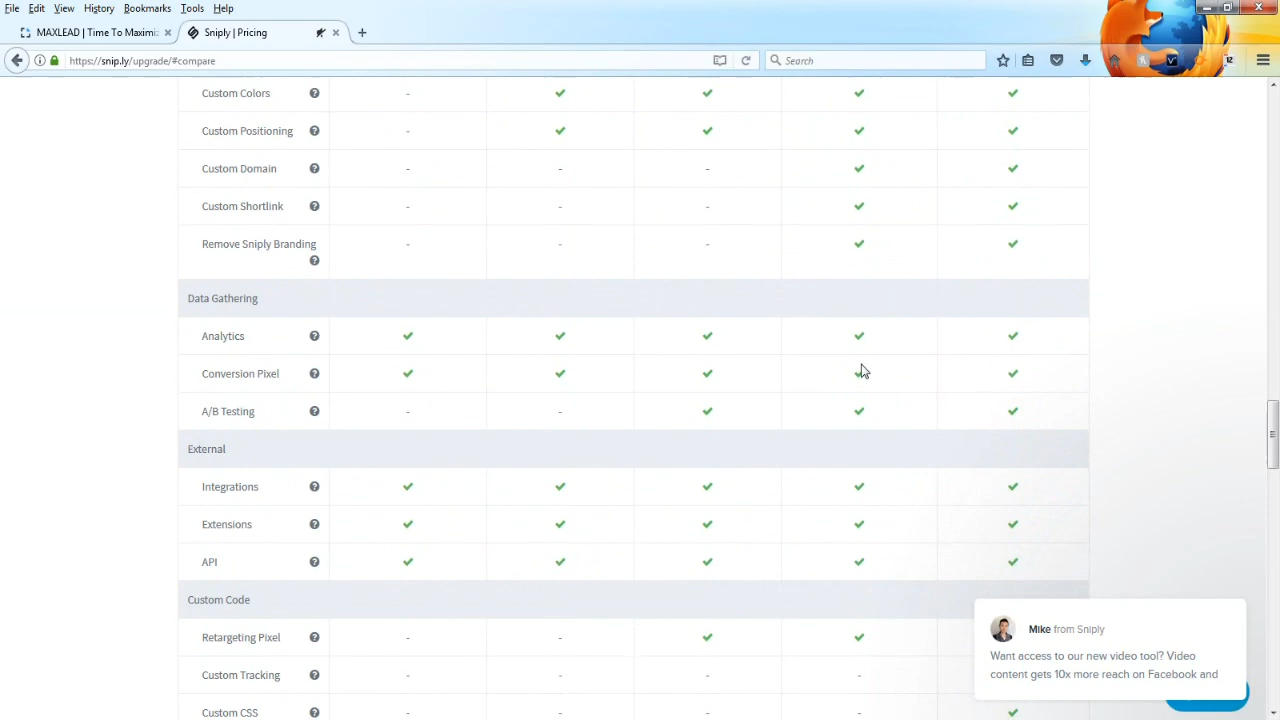 File Edit View History Bookmarks Tools Help
MAXLEAD | Time To Maximi
Sniply | Pricing
https://snip.ly/upgrade/#compare
Search
Custom Colors ? -
Custom Positioning ? -
Custom Domain ? - - -
Custom Shortlink ? - - -
Remove Sniply Branding - - -
?
Data Gathering
Analytics ?
Conversion Pixel ?
A/B Testing ? - -
External
Integrations ?
Extensions ?
API ?
Custom Code
Retargeting Pixel ? - -
Custom Tracking ? - - - -
Custom CSS ? - - - -
Mike from Sniply
Want access to our new video tool? Video
content gets 10x more reach on Facebook and